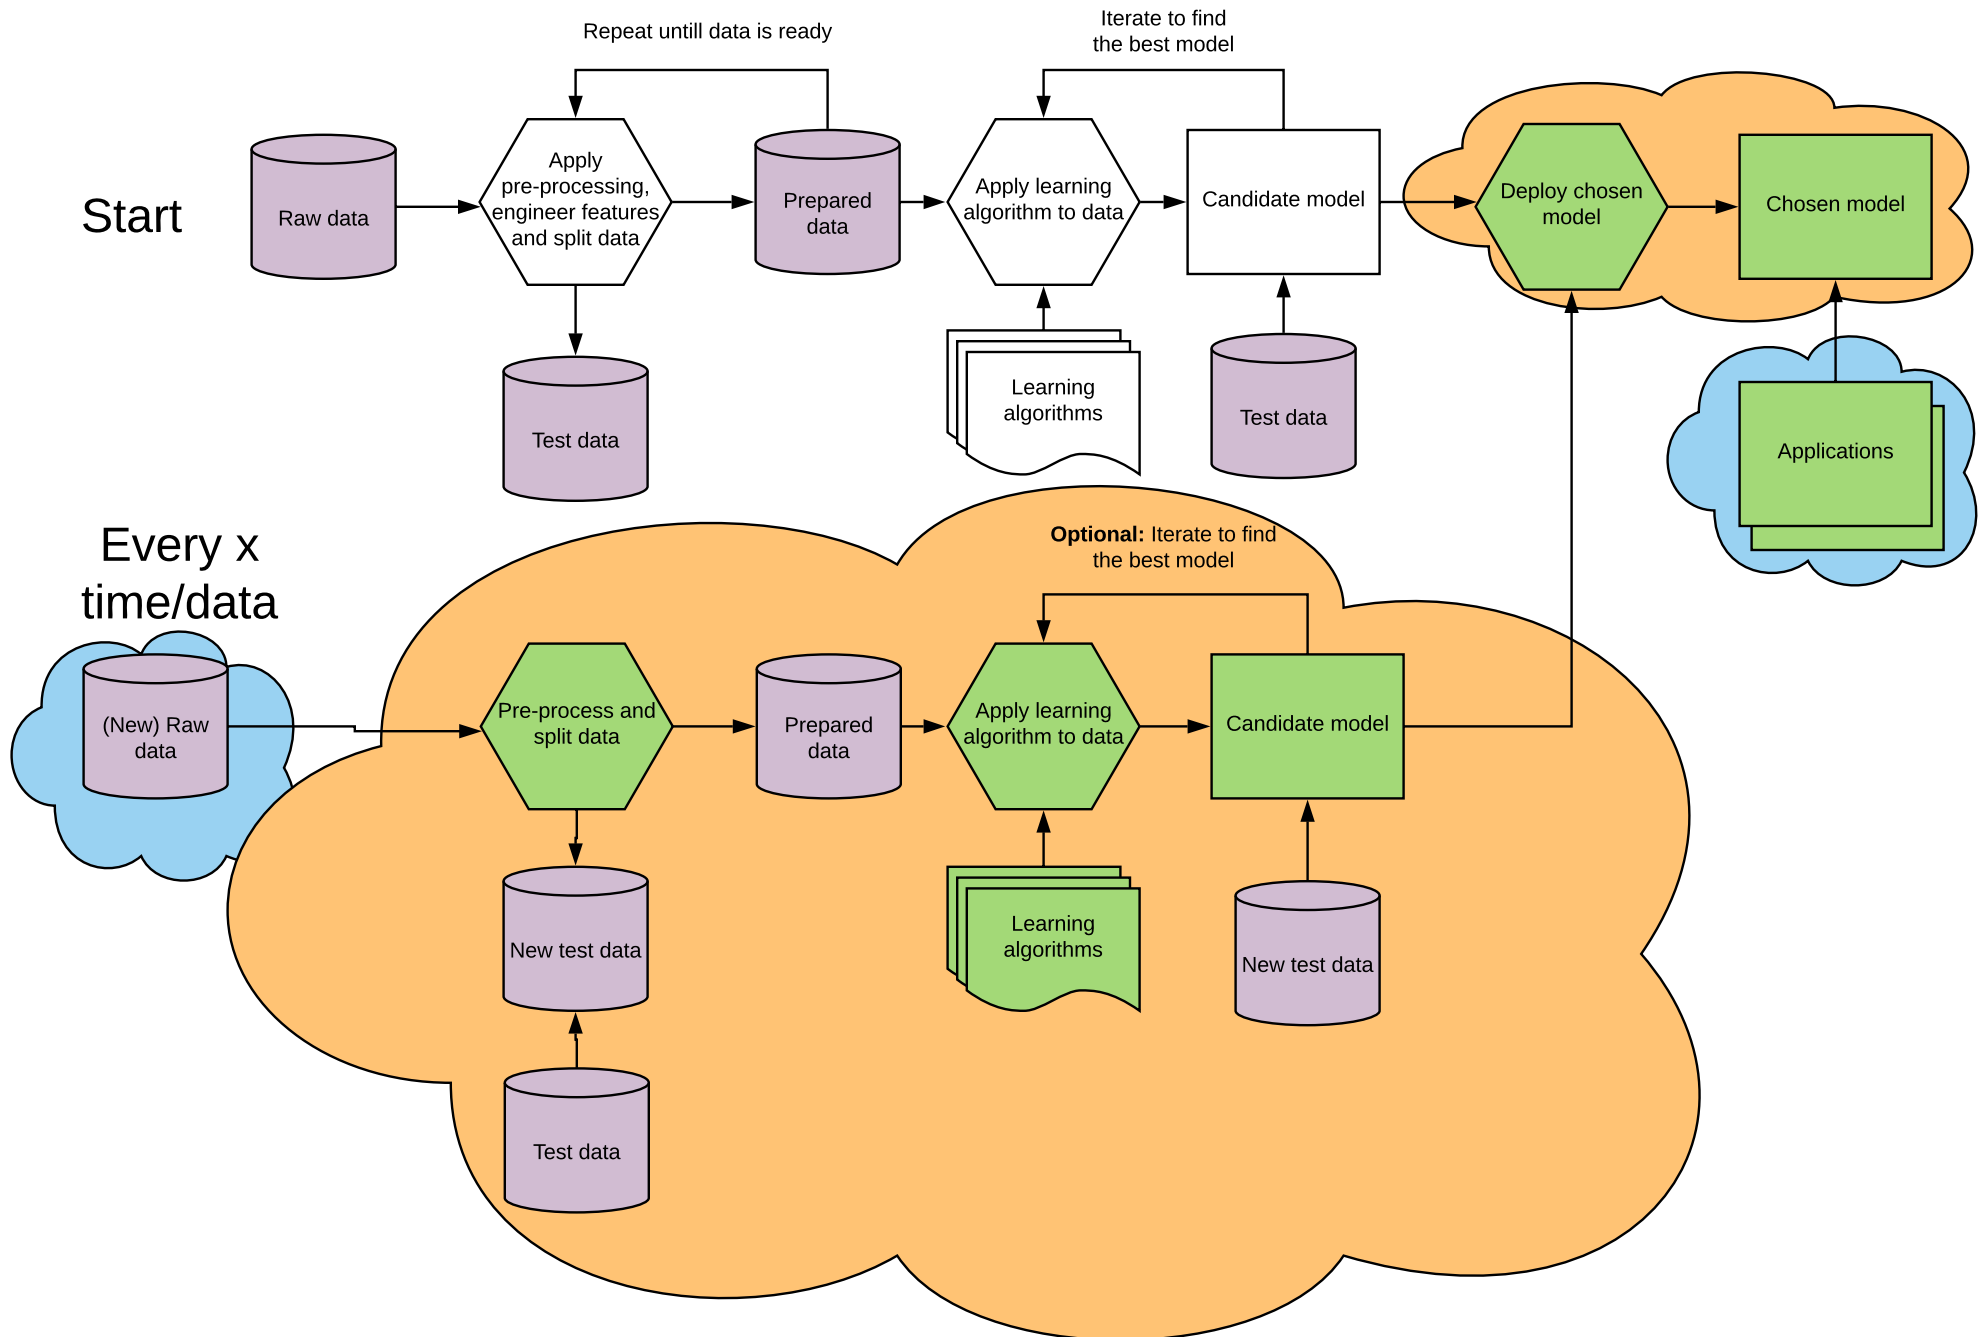 Repeat untill data is ready
Iterate to find
the best model
Start
Raw data
Apply
pre-processing,
engineer features
and split data
Prepared
data
Apply learning
algorithm to data
Candidate model
Deploy chosen
model
Chosen model
Test data
Learning
algorithms
Test data
Applications
Every x
time/data
Optional: Iterate to find
the best model
(New) Raw
data
Pre-process and
split data
Prepared
data
Apply learning
algorithm to data
Candidate model
New test data
Learning
algorithms
New test data
Test data